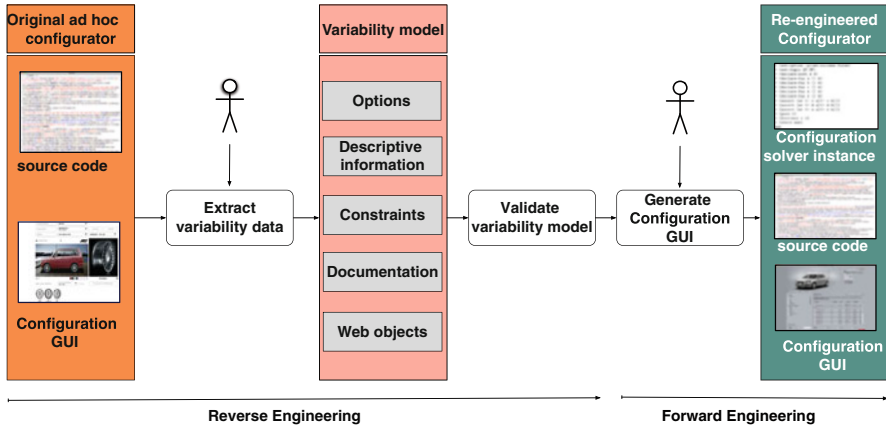 Original ad hoc
configurator
source code
Configuration
GUI
Extract
variability data
Variability model
Options
Descriptive
information
Constraints
Documentation
Web objects
Validate
variability model
Generate
Configuration
GUI
Re-engineered
Configurator
Configuration
solver instance
source code
Configuration
GUI
Reverse Engineering
Forward Engineering